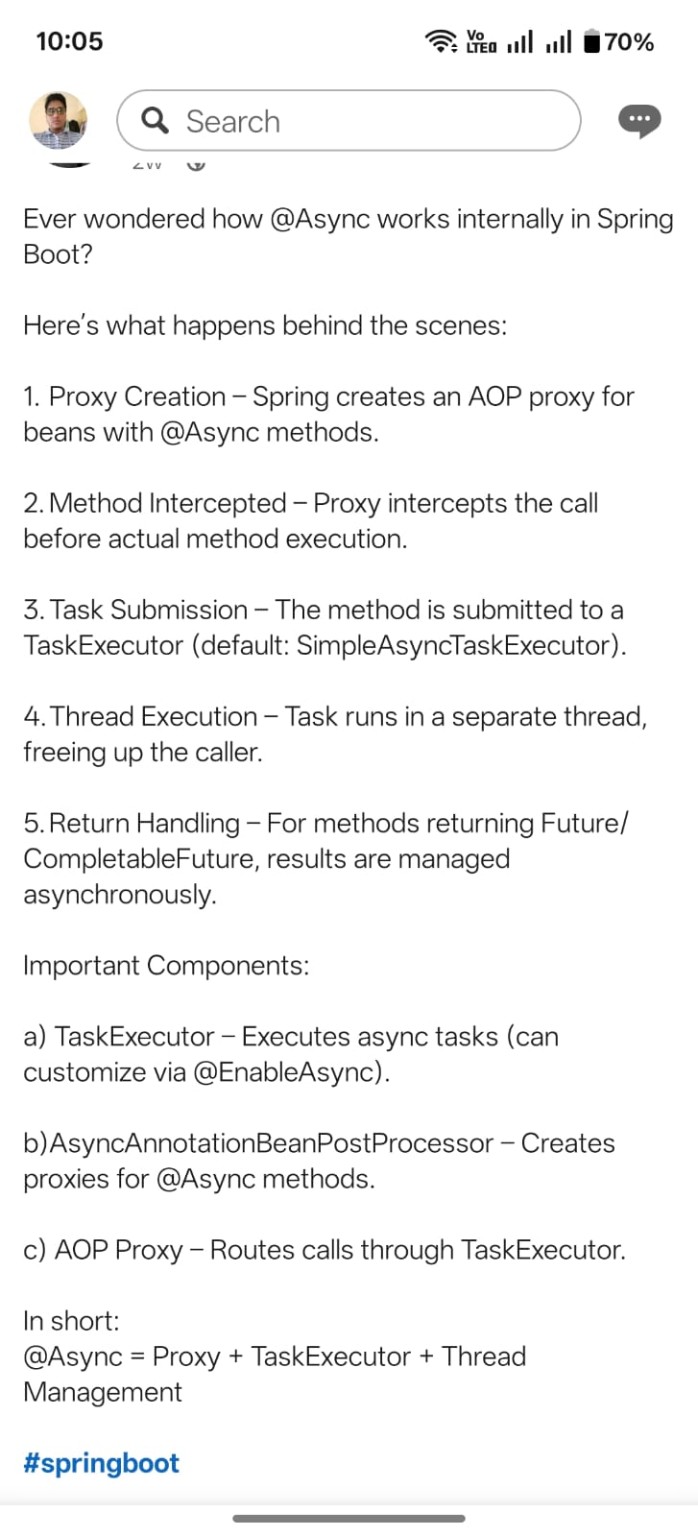 10:05
Vo
LTE 70%
Search
Ever wondered how @Async works internally in Spring
Boot?
Here's what happens behind the scenes:
1. Proxy Creation – Spring creates an AOP proxy for
beans with @Async methods.
2. Method Intercepted – Proxy intercepts the call
before actual method execution.
3. Task Submission – The method is submitted to a
TaskExecutor (default: SimpleAsyncTaskExecutor).
4. Thread Execution – Task runs in a separate thread,
freeing up the caller.
5. Return Handling – For methods returning Future/
CompletableFuture, results are managed
asynchronously.
Important Components:
a) TaskExecutor – Executes async tasks (can
customize via @EnableAsync).
b)AsyncAnnotationBeanPostProcessor – Creates
proxies for @Async methods.
c) AOP Proxy – Routes calls through TaskExecutor.
In short:
@Async = Proxy + TaskExecutor + Thread
Management
#springboot